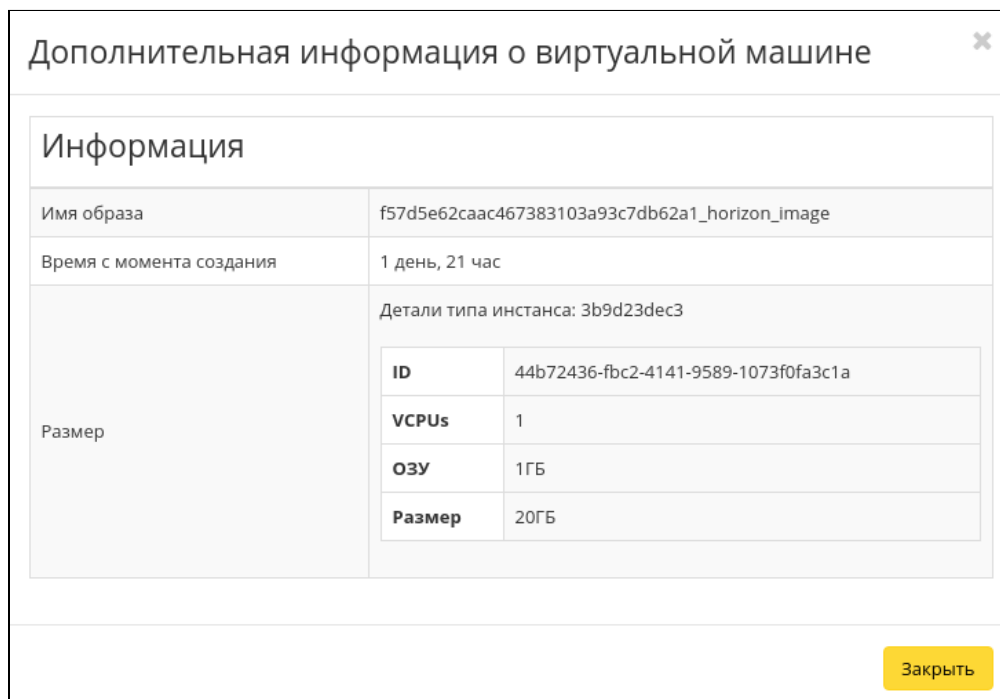 Дополнительная информация о виртуальной машине
Информация
Имя образа f57d5e62caac467383103a93c7db62a1_horizon_image
Время с момента создания 1 день, 21 час
Размер
Детали типа инстанса: 3b9d23dec3
ID 44b72436-fbc2-4141-9589-1073f0fa3c1a
VCPUs 1
ОЗУ 1ГБ
Размер 20ГБ
Закрыть